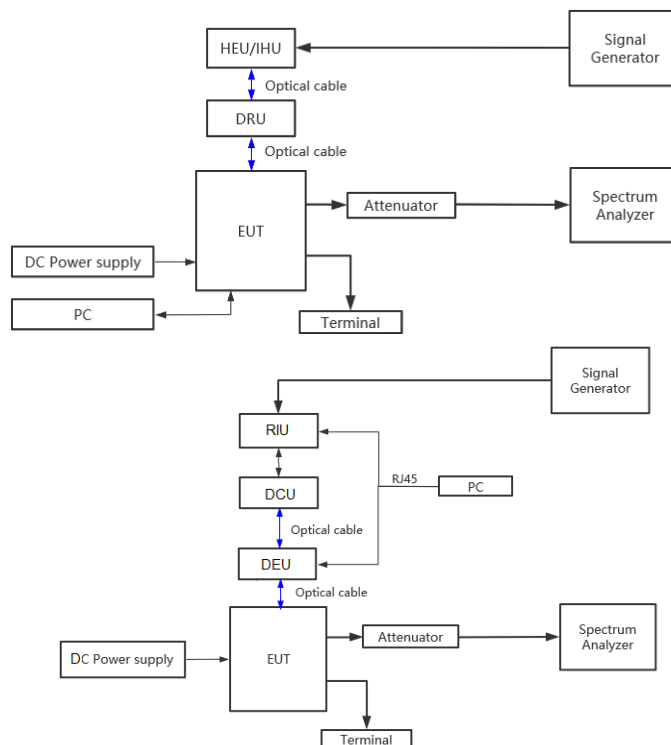 Signal
Generator
HEU/IHU
Optical cable
DRU
Optical cable
EUT
Attenuator
Spectrum
Analyzer
DC Power supply
PC
Terminal
Signal
Generator
RIU
RJ45
PC
DCU
Optical cable
DEU
Optical cable
EUT
Attenuator
Spectrum
Analyzer
DC Power supply
Terminal